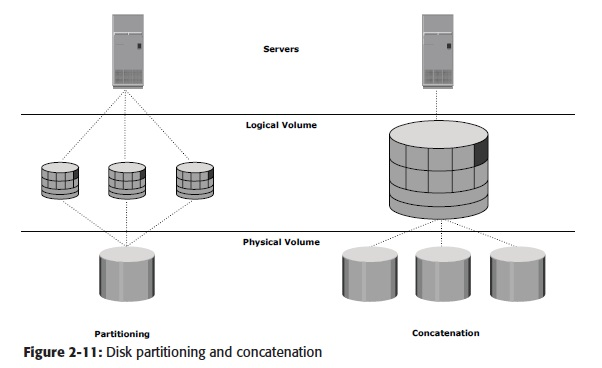 Servers
Logical Volume
Physical Volume
Partitioning
Concatenation
Figure 2-11: Disk partitioning and concatenation